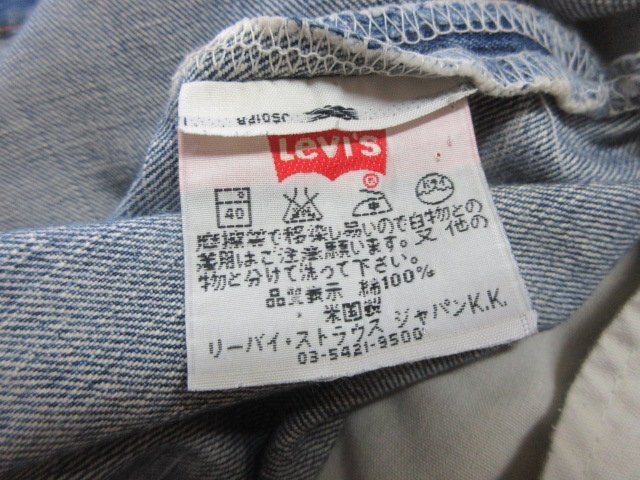 JS01PR
Levi's
40
摩擦等で移染し易いので白物との
着用はご注意願います。又他の
物と分けて洗って下さい。
品質表示 綿100%
米国製
リーバイ・ストラウス ジャパンK.K.
03-5421-9500